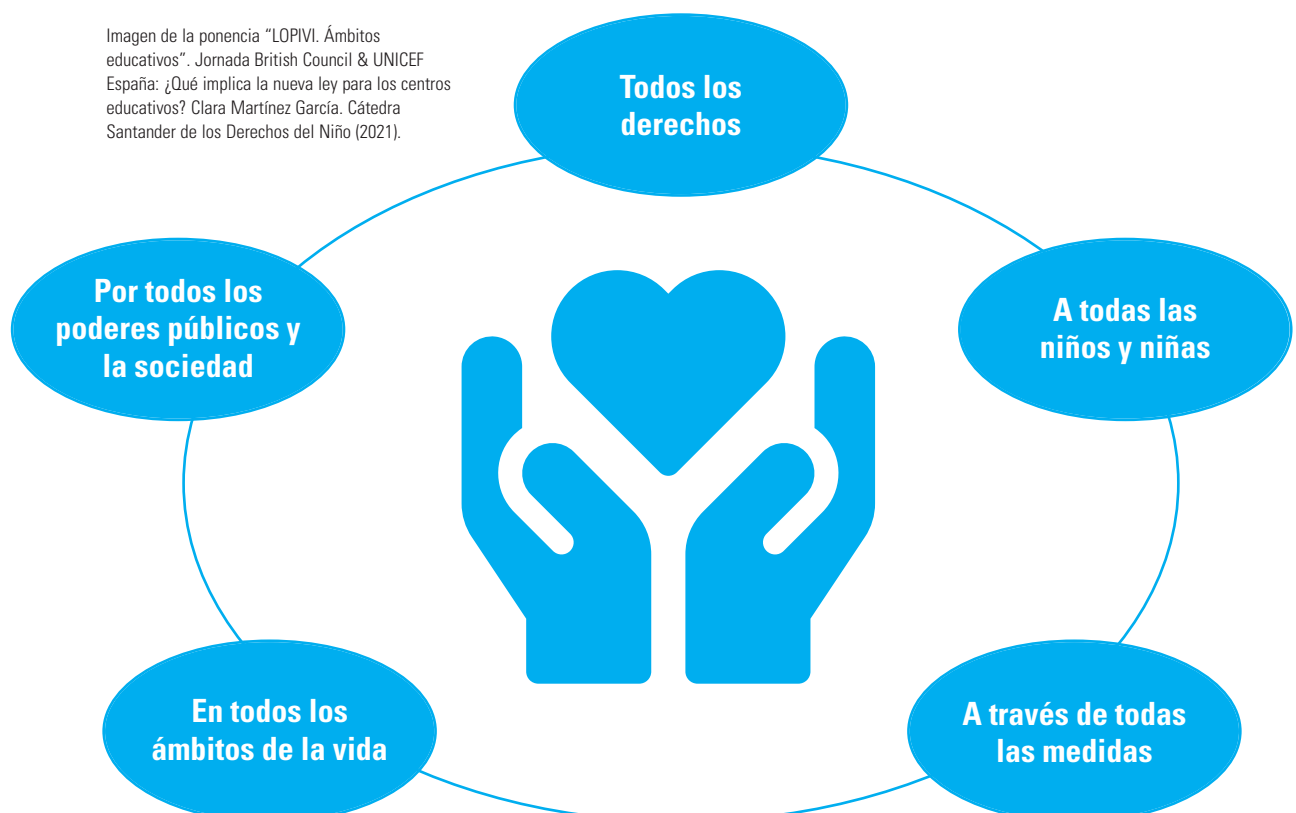 Imagen de la ponencia “LOPIVI. Ámbitos
educativos”. Jornada British Council & UNICEF
España: ¿Qué implica la nueva ley para los centros
educativos? Clara Martínez García. Cátedra
Santander de los Derechos del Niño (2021).
Todos los
derechos
Por todos los
poderes públicos y
la sociedad
A todas las
niños y niñas
En todos los
ámbitos de la vida
A través de todas
las medidas